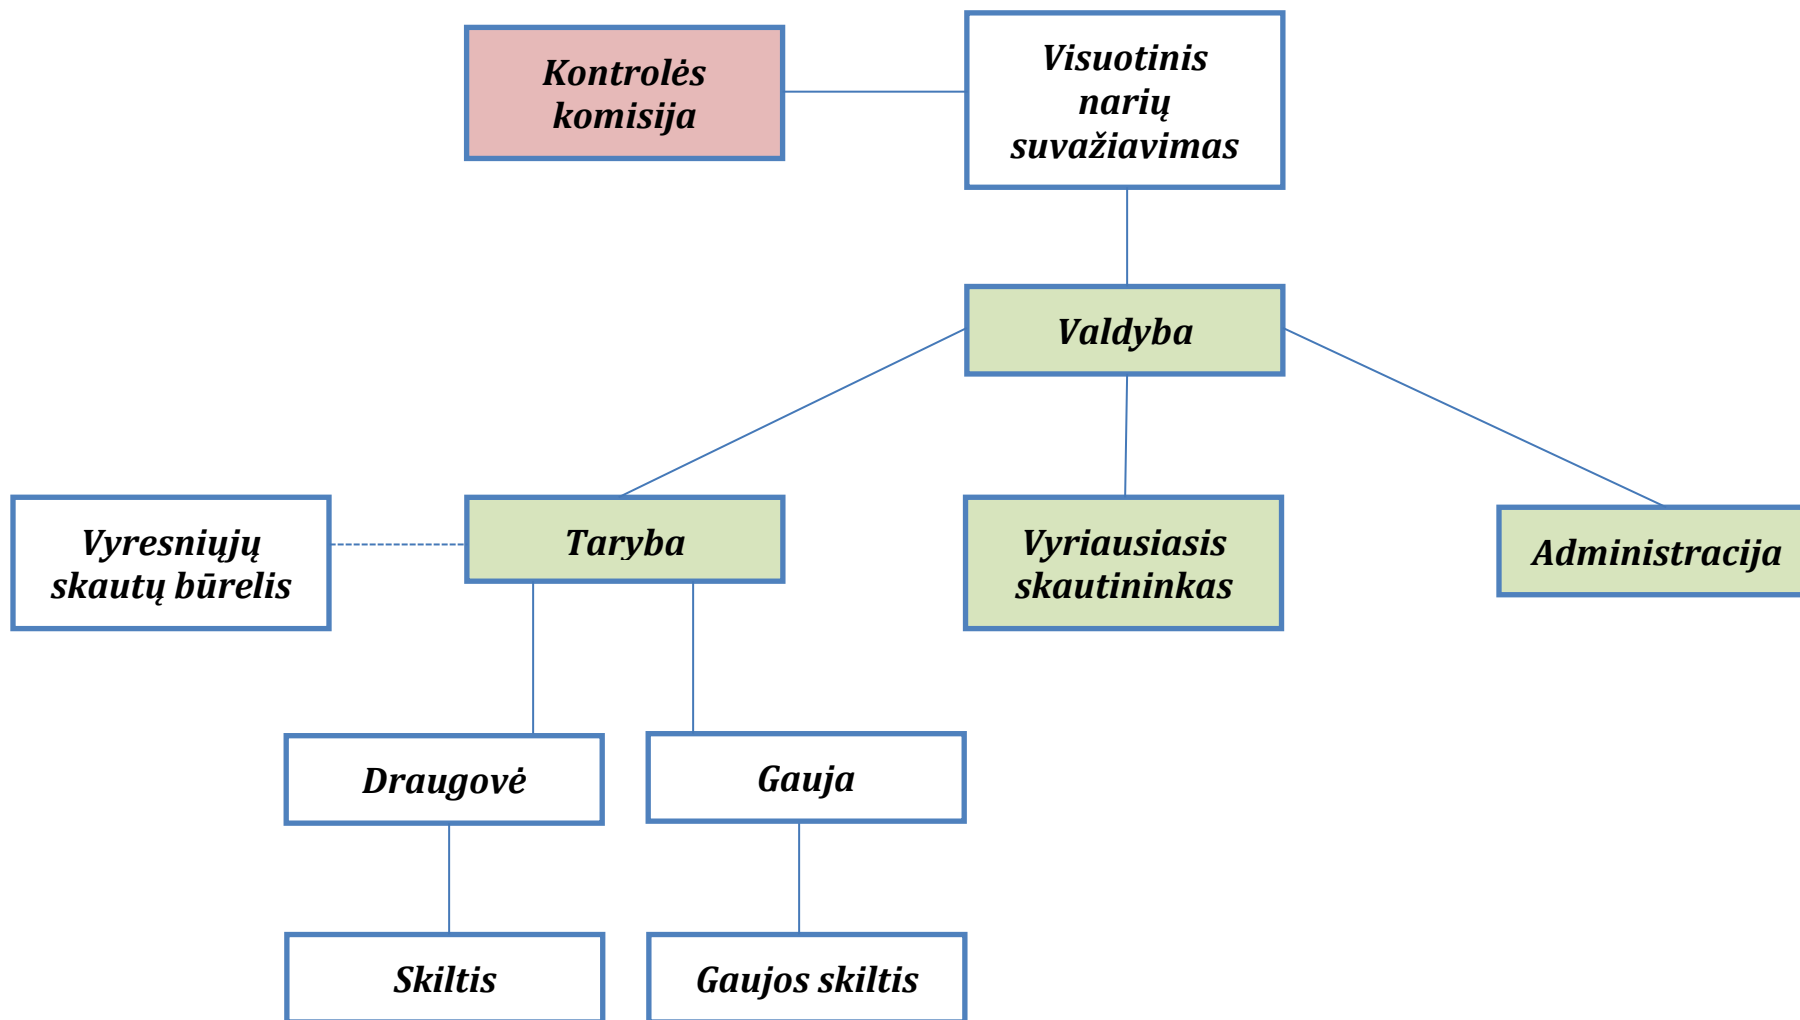 Kontrolės
komisija
Visuotinis
narių
suvažiavimas
Valdyba
Vyresniųjų
skautų būrelis
Taryba
Vyriausiasis
skautininkas
Administracija
Draugovė
Gauja
Skiltis
Gaujos skiltis